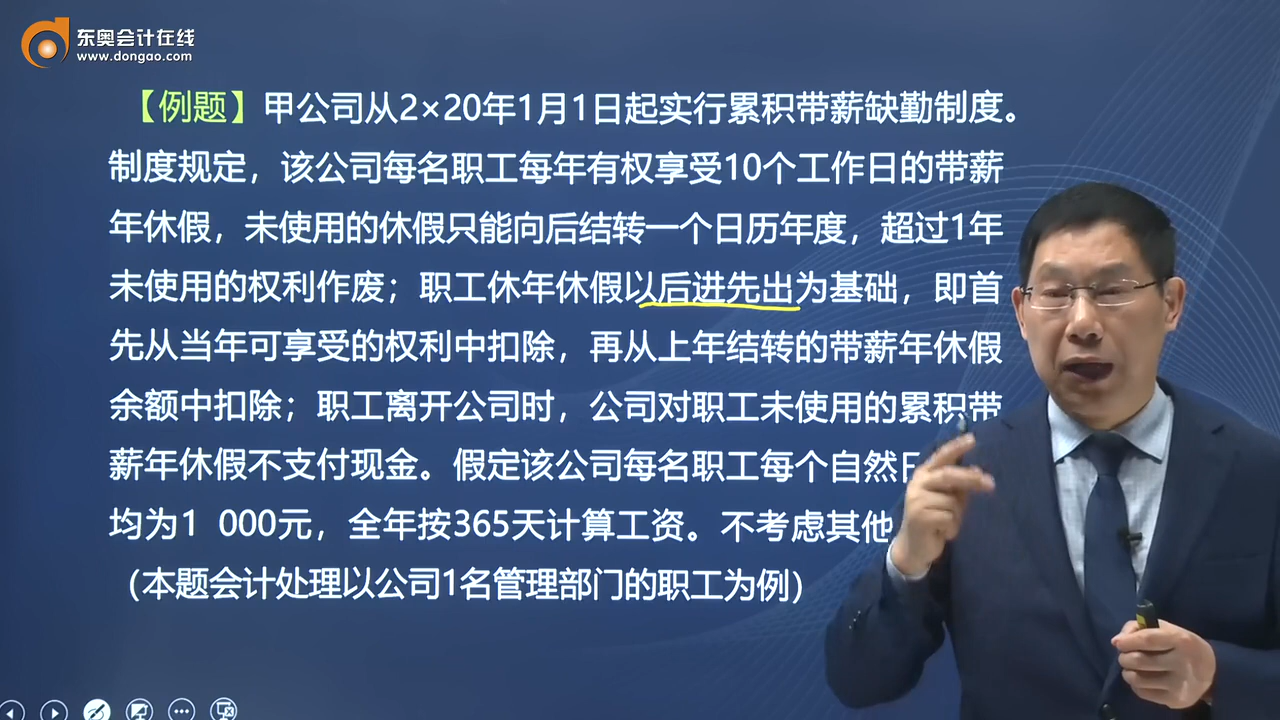 东奥会计在线
www.dongao.com
【例题】甲公司从2×20年1月1日起实行累积带薪缺勤制度。
制度规定，该公司每名职工每年有权享受10个工作日的带薪
年休假，未使用的休假只能向后结转一个日历年度，超过1年
未使用的权利作废；职工休年休假以后进先出为基础，即首
先从当年可享受的权利中扣除，再从上年结转的带薪年休假
余额中扣除；职工离开公司时，公司对职工未使用的累积带
薪年休假不支付现金。假定该公司每名职工每个自然日
均为1 000元，全年按365天计算工资。不考虑其他
（本题会计处理以公司1名管理部门的职工为例）